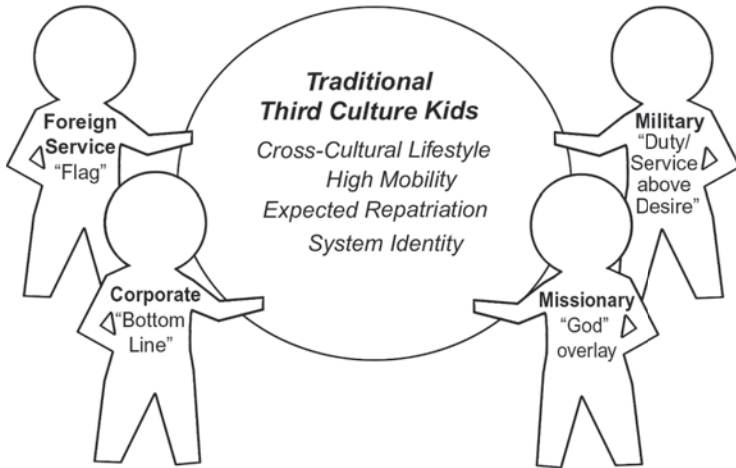 Traditional
Third Culture Kids
Cross-Cultural Lifestyle
High Mobility
Expected Repatriation
System Identity
Foreign
Service
“Flag”
Military
“Duty/
Service
above
Desire”
Corporate
“Bottom
Line”
Missionary
“God”
overlay